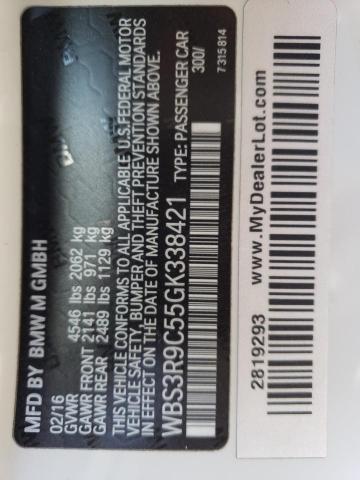 MFD BY BMW M GMBH
02/16
GVWR 4546 lbs 2062 kg
GAWR FRONT 2141 lbs 971 kg
GAWR REAR 2489 lbs 1129 kg
THIS VEHICLE CONFORMS TO ALL APPLICABLE U.S. FEDERAL MOTOR
VEHICLE SAFETY, BUMPER AND THEFT PREVENTION STANDARDS
IN EFFECT ON THE DATE OF MANUFACTURE SHOWN ABOVE.
WBS3R9C55GK338421 TYPE: PASSENGER CAR
300/
7 315 814
2819293 www.MyDealerLot.com